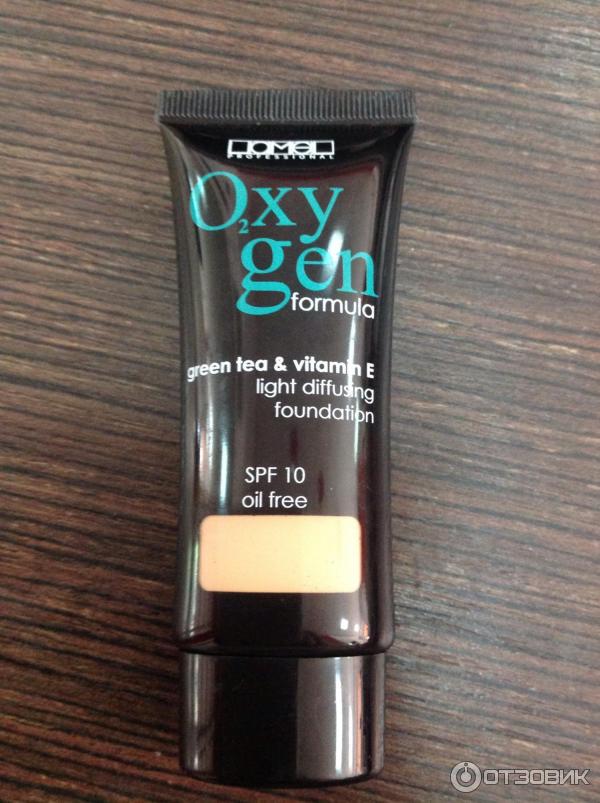 LAMEL
PROFESSIONAL
O2xy
gen
formula
green tea & vitamin E
light diffusing
foundation
SPF 10
oil free
ОТЗОВИК